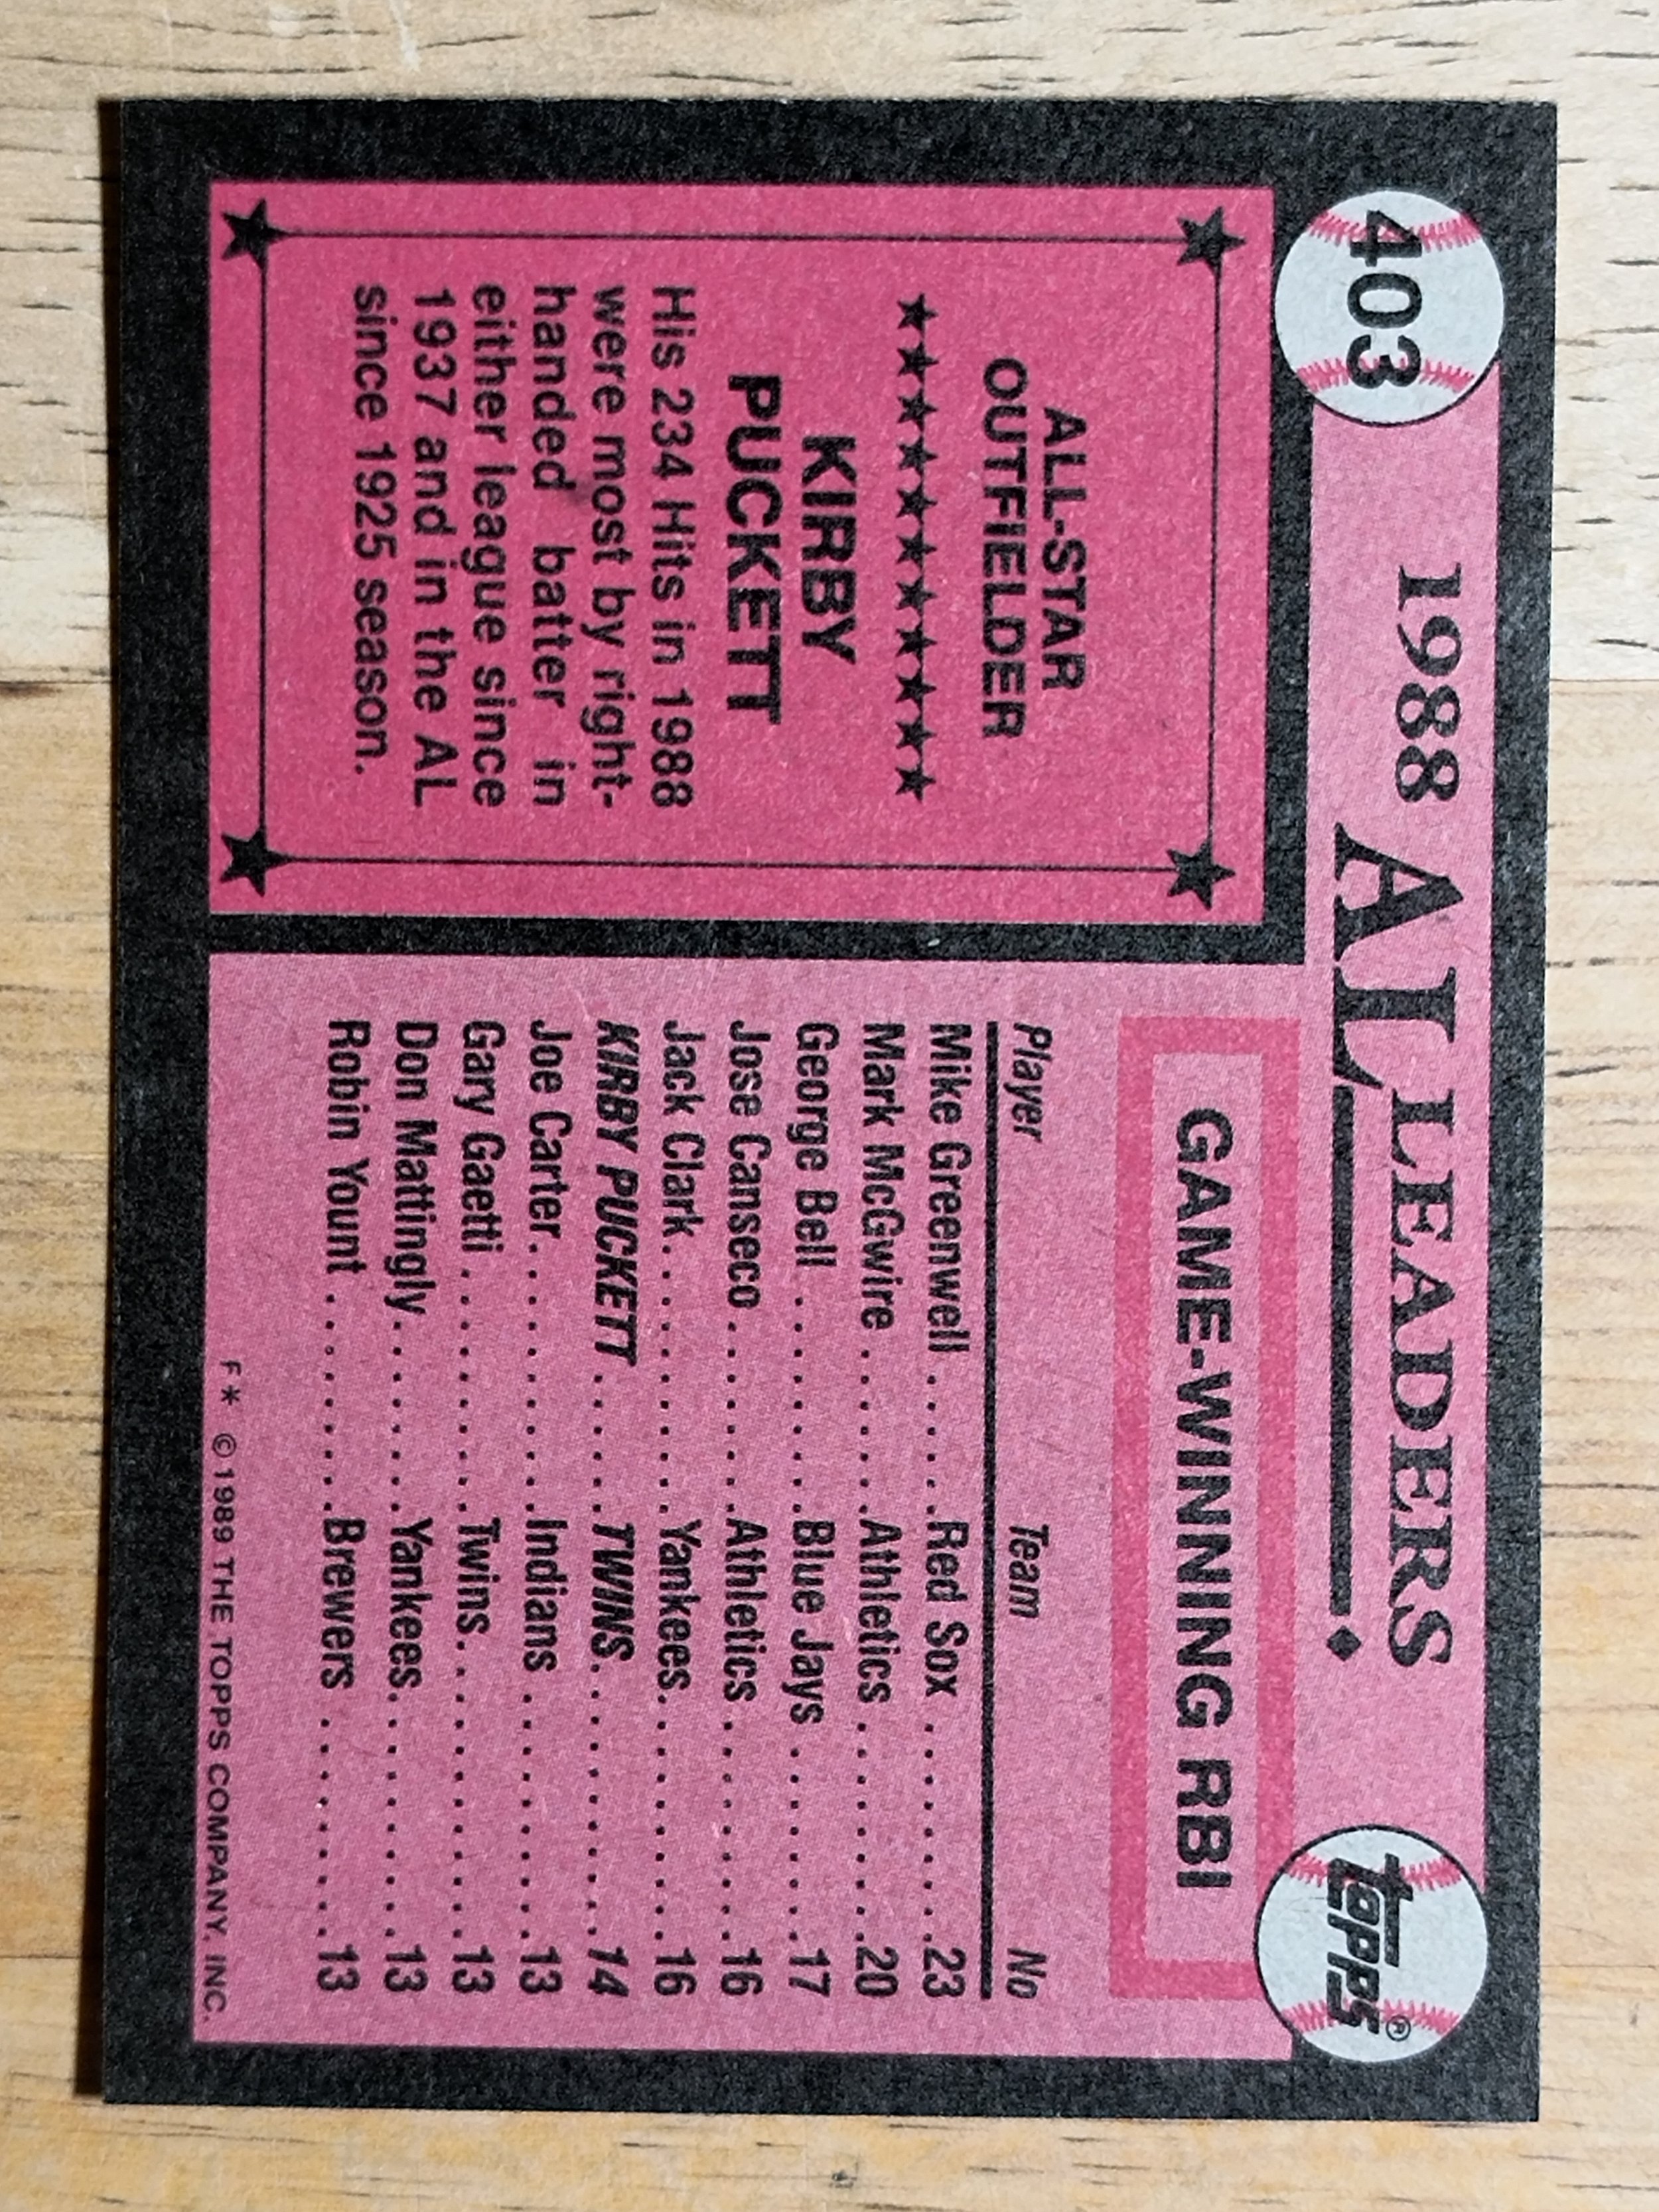 403
1988 AL LEADERS
topps®
ALL-STAR
OUTFIELDER
KIRBY
PUCKETT
His 234 Hits in 1988
were most by right-
handed batter in
either league since
1937 and in the AL
since 1925 season.
GAME-WINNING RBI
Player Team No
Mike Greenwell.......Red Sox........23
Mark McGwire.......Athletics........20
George Bell.........Blue Jays........17
Jose Canseco.......Athletics........16
Jack Clark..........Yankees........16
KIRBY PUCKETT......TWINS.........14
Joe Carter..........Indians.........13
Gary Gaetti.........Twins..........13
Don Mattingly.......Yankees........13
Robin Yount........Brewers........13
F* ©1989 THE TOPPS COMPANY, INC.